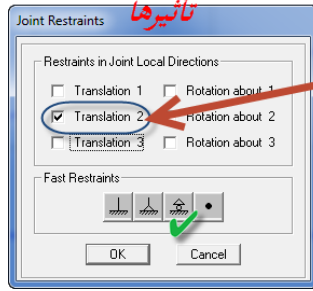 تاثیرها
Joint Restraints
Restraints in Joint Local Directions
Translation 1 Rotation about 1
Translation 2 Rotation about 2
Translation 3 Rotation about 3
Fast Restraints
OK Cancel